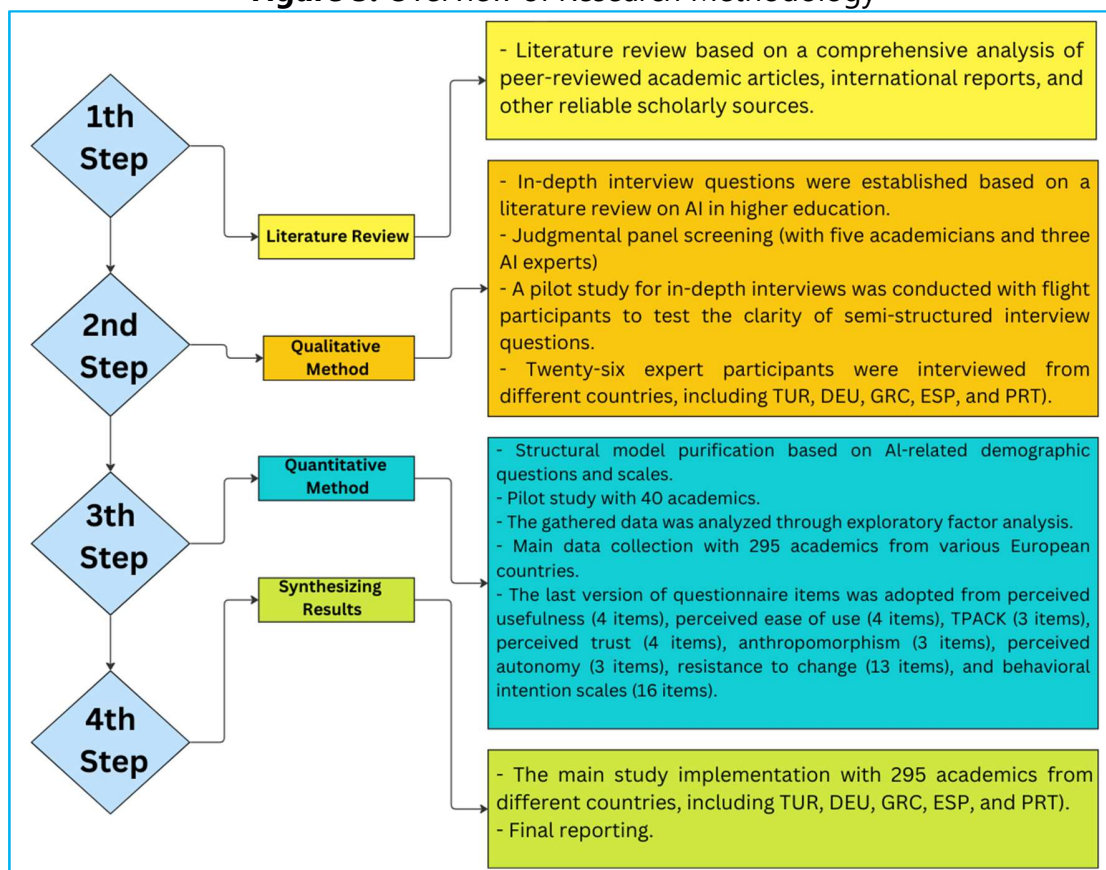 Figure 3. Overview of Research Methodology
1th
Step
Literature Review
- Literature review based on a comprehensive analysis of
peer-reviewed academic articles, international reports, and
other reliable scholarly sources.
2nd
Step
Qualitative
Method
- In-depth interview questions were established based on a
literature review on AI in higher education.
- Judgmental panel screening (with five academicians and three
AI experts)
- A pilot study for in-depth interviews was conducted with flight
participants to test the clarity of semi-structured interview
questions.
- Twenty-six expert participants were interviewed from
different countries, including TUR, DEU, GRC, ESP, and PRT).
3th
Step
Quantitative
Method
- Structural model purification based on AI-related demographic
questions and scales.
- Pilot study with 40 academics.
- The gathered data was analyzed through exploratory factor analysis.
- Main data collection with 295 academics from various European
countries.
- The last version of questionnaire items was adopted from perceived
usefulness (4 items), perceived ease of use (4 items), TPACK (3 items),
perceived trust (4 items), anthropomorphism (3 items), perceived
autonomy (3 items), resistance to change (13 items), and behavioral
intention scales (16 items).
4th
Step
Synthesizing
Results
- The main study implementation with 295 academics from
different countries, including TUR, DEU, GRC, ESP, and PRT).
- Final reporting.